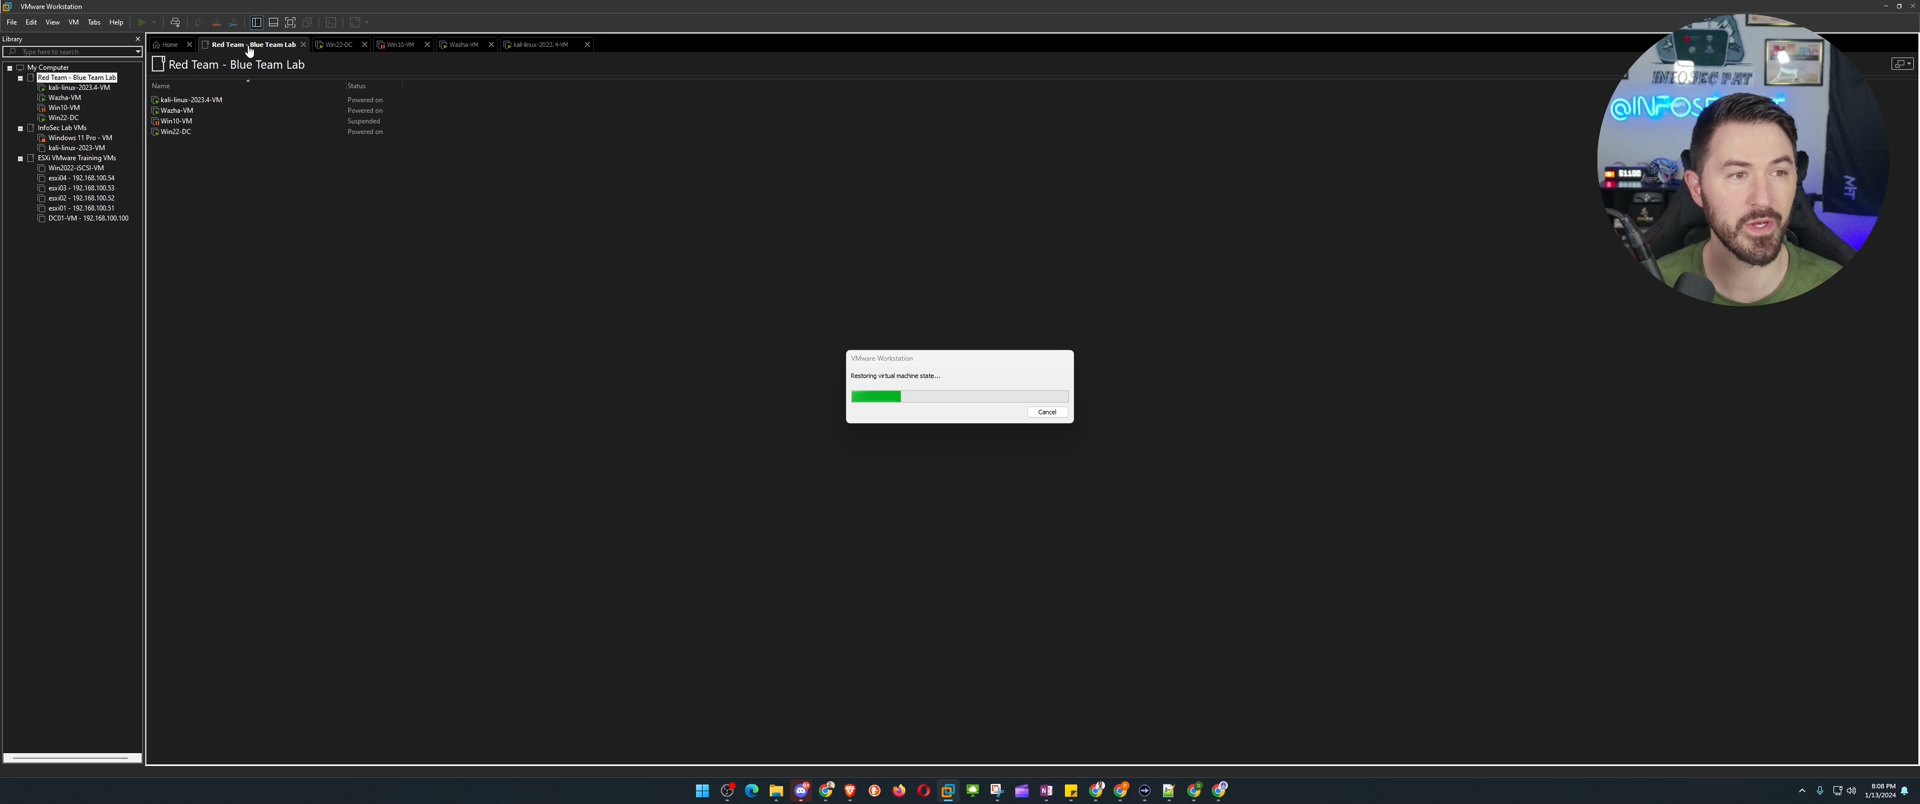 VMware Workstation
File Edit View VM Tabs Help
Library
Type here to search
My Computer
Red Team - Blue Team Lab
kali-linux-2023.4-VM
Wazha-VM
Win10-VM
Win22-DC
InfoSec Lab VMs
Windows 11 Pro - VM
kali-linux-2023-VM
ESXi VMware Training VMs
Win2022-iSCSI-VM
esxi04 - 192.168.100.54
esxi03 - 192.168.100.53
esxi02 - 192.168.100.52
esxi01 - 192.168.100.51
DC01-VM - 192.168.100.100
Home Red Team - Blue Team Lab Win22-DC Win10-VM Wazha-VM kali-linux-2023.4-VM
Red Team - Blue Team Lab
Name Status
kali-linux-2023.4-VM Powered on
Wazha-VM Powered on
Win10-VM Suspended
Win22-DC Powered on
VMware Workstation
Restoring virtual machine state...
Cancel
INFOSEC PAT
8:08 PM
1/13/2024